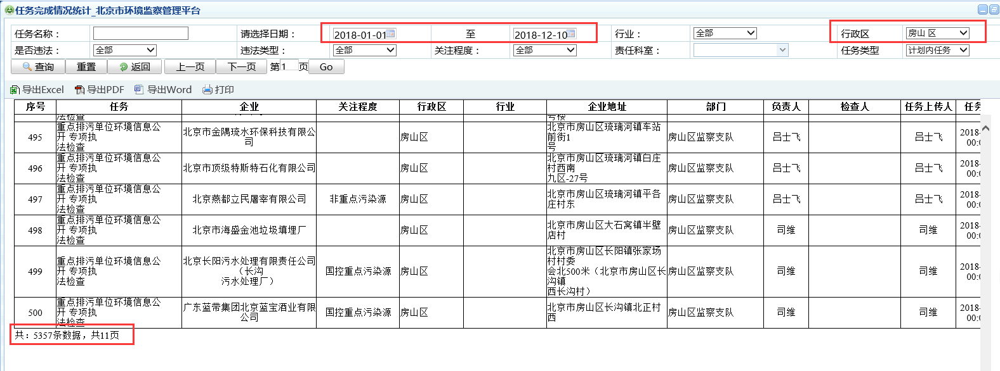 任务完成情况统计_北京市环境监察管理平台
任务名称： 请选择日期： 2018-01-01 至 2018-12-10 行业： 全部 行政区 房山 区
是否违法： 全部 违法类型： 全部 关注程度： 全部 责任科室： 任务类型 计划内任务
查询 重置 返回 上一页 下一页 第1 页 Go
导出Excel 导出PDF 导出Word 打印
序号 任务 企业 关注程度 行政区 行业 企业地址 部门 负责人 检查人 任务上传人 任务
法检查 号楼
495 重点排污单位环境信息公
开 专项执
法检查
北京市金隅琉水环保科技有限公
司
房山区
北京市房山区琉璃河镇车站
前街1
号
房山区监察支队 吕士飞 吕士飞 2018-
00:0
496 重点排污单位环境信息公
开 专项执
法检查
北京市顶级特斯特石化有限公司
房山区
北京市房山区琉璃河镇白庄
村西南
九区-27号
房山区监察支队 吕士飞 吕士飞 2018-
00:0
497 重点排污单位环境信息公
开 专项执
法检查
北京燕都立民屠宰有限公司
非重点污染源 房山区
北京市房山区琉璃河镇平各
庄村东
房山区监察支队 吕士飞 吕士飞 2018-
00:0
498 重点排污单位环境信息公
开 专项执
法检查
北京市海盛金池垃圾填埋厂
房山区
北京市房山区大石窝镇半壁
店村
房山区监察支队 司维 司维 2018-
00:0
499 重点排污单位环境信息公
开 专项执
法检查
北京长阳污水处理有限责任公司
（长沟
污水处理厂）
国控重点污染源 房山区
北京市房山区长阳镇张家场
村村委
会北500米（北京市房山区长
沟镇
西长沟村）
房山区监察支队 司维 司维 2018-
00:0
500 重点排污单位环境信息公
开 专项执
法检查
广东蓝带集团北京蓝宝酒业有限
公司
国控重点污染源 房山区
北京市房山区长沟镇北正村
西
房山区监察支队 司维 司维 2018-
00:0
共：5357条数据，共11页